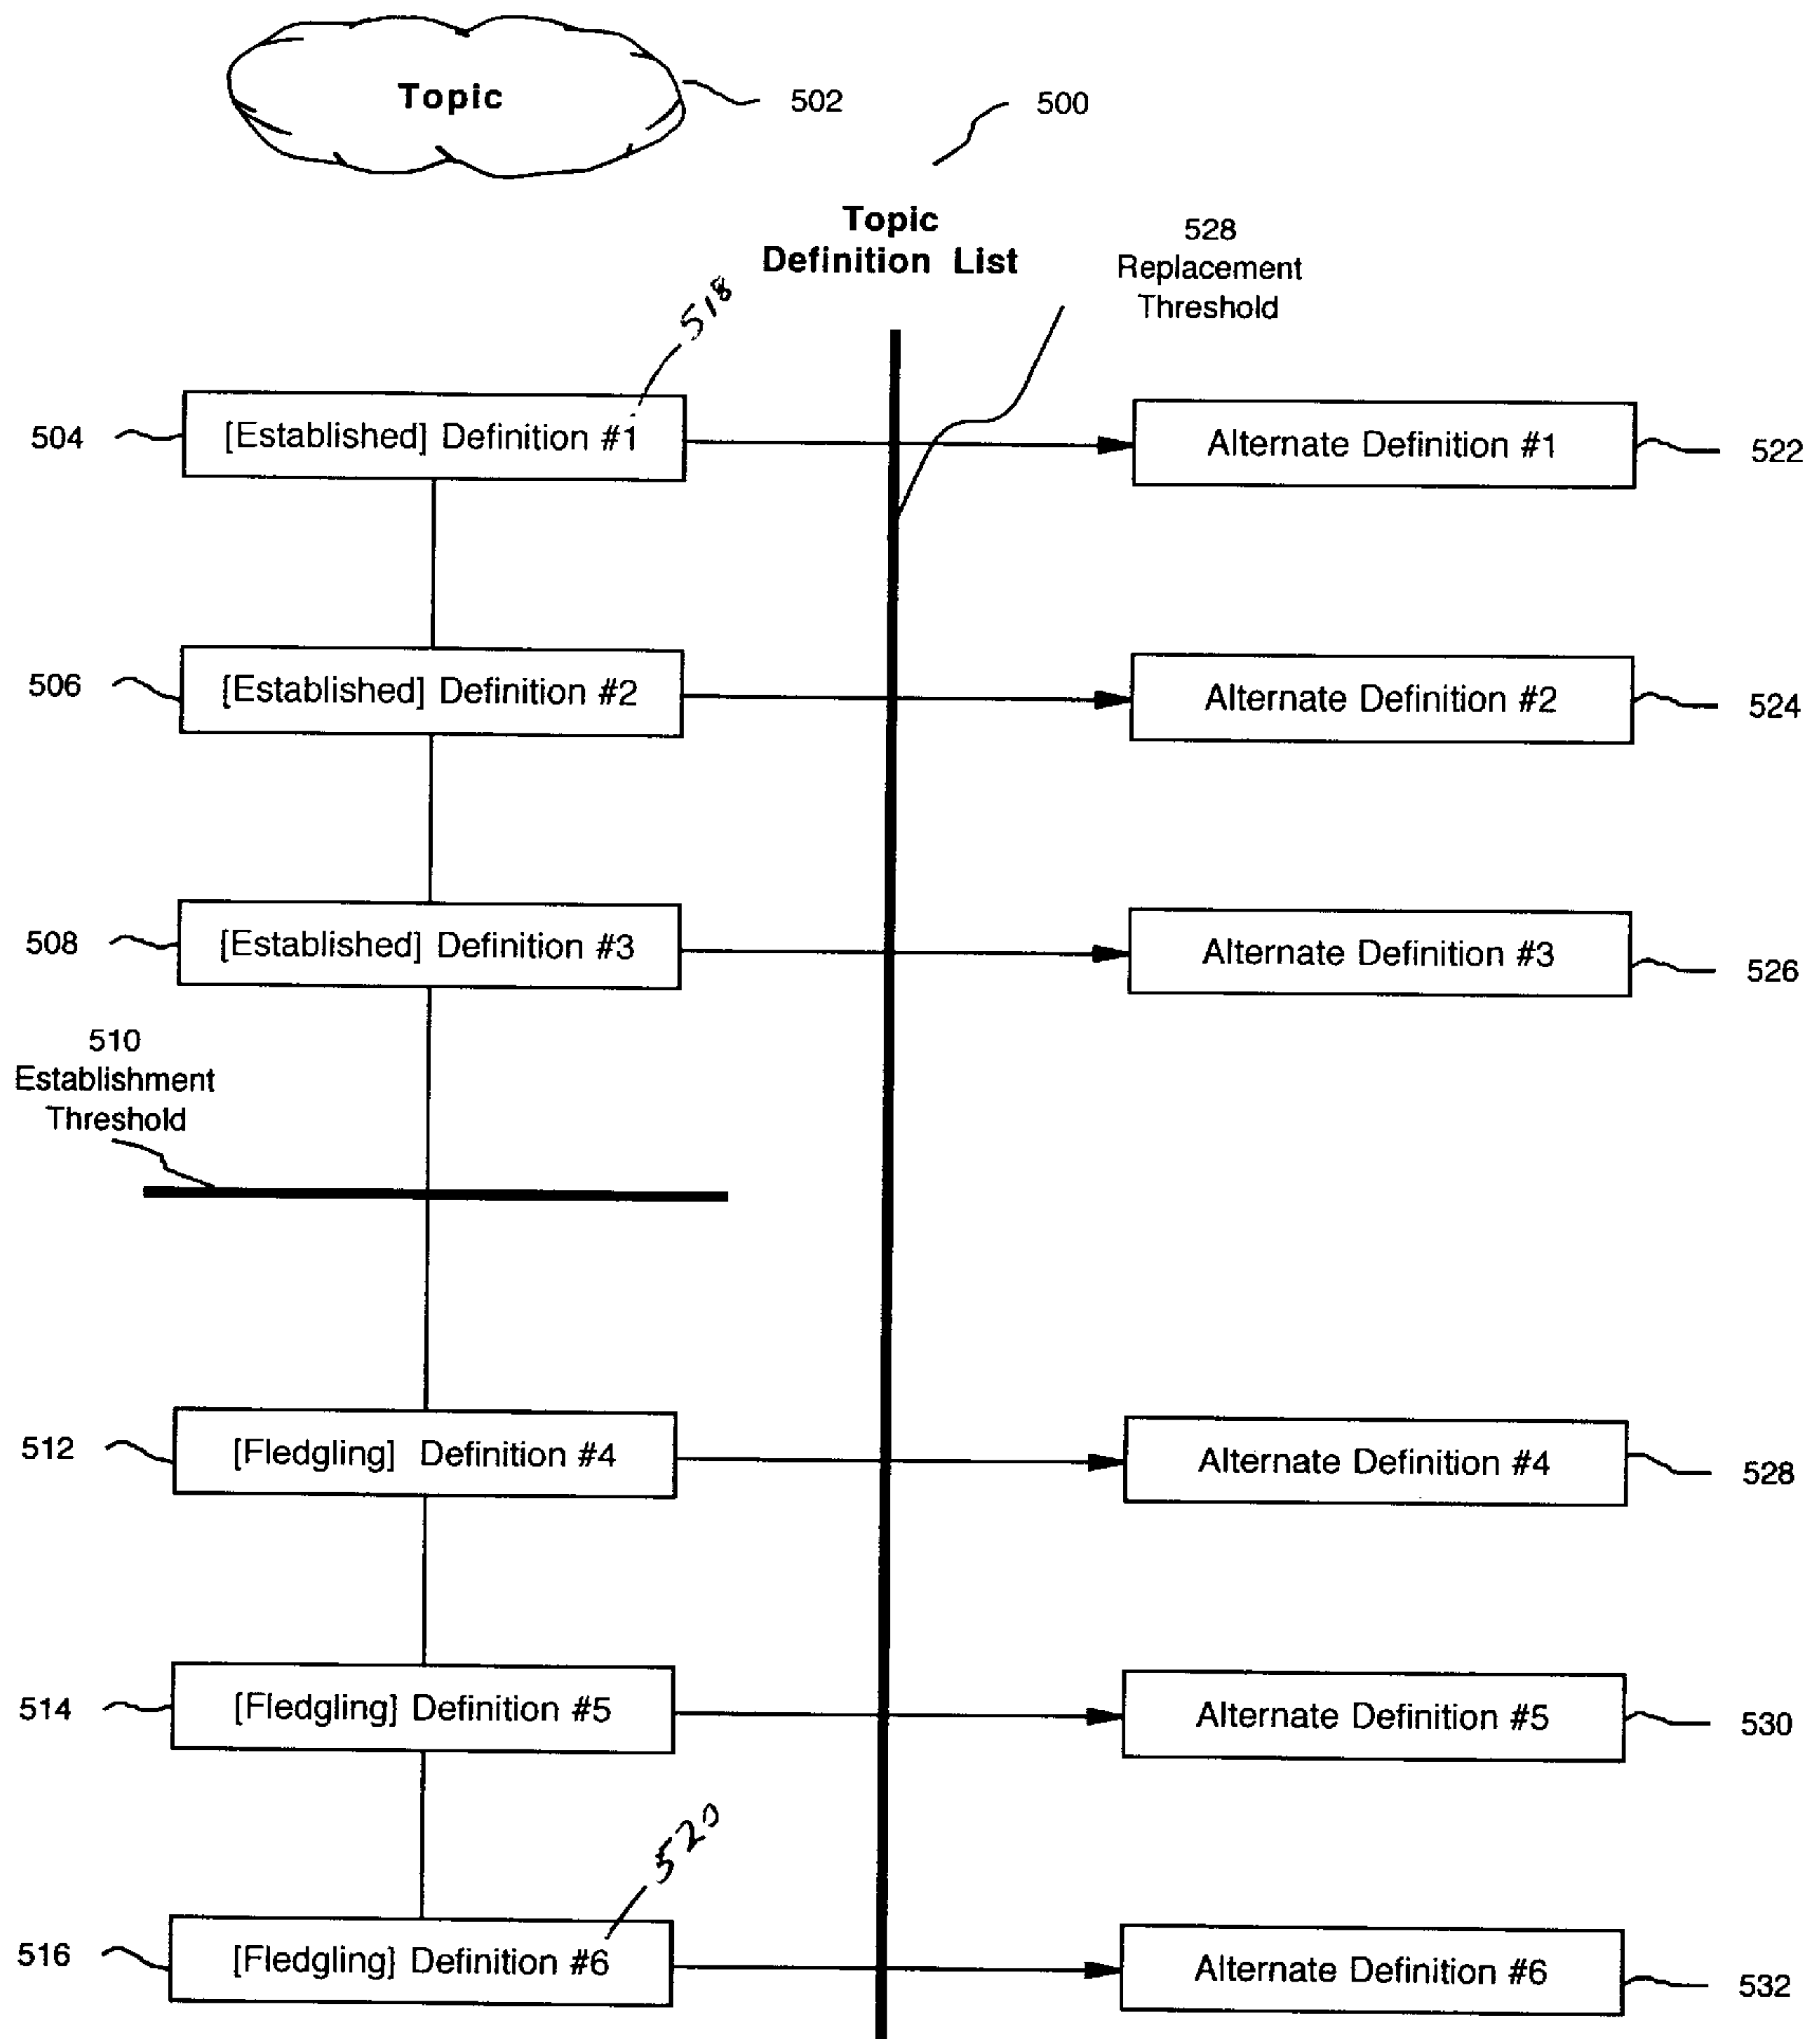 Topic
502
500
Topic
Definition List
528
Replacement
Threshold
518
504
[Established] Definition #1
Alternate Definition #1
522
506
[Established] Definition #2
Alternate Definition #2
524
508
[Established] Definition #3
Alternate Definition #3
526
510
Establishment
Threshold
512
[Fledgling] Definition #4
Alternate Definition #4
528
514
[Fledgling] Definition #5
Alternate Definition #5
530
520
516
[Fledgling] Definition #6
Alternate Definition #6
532